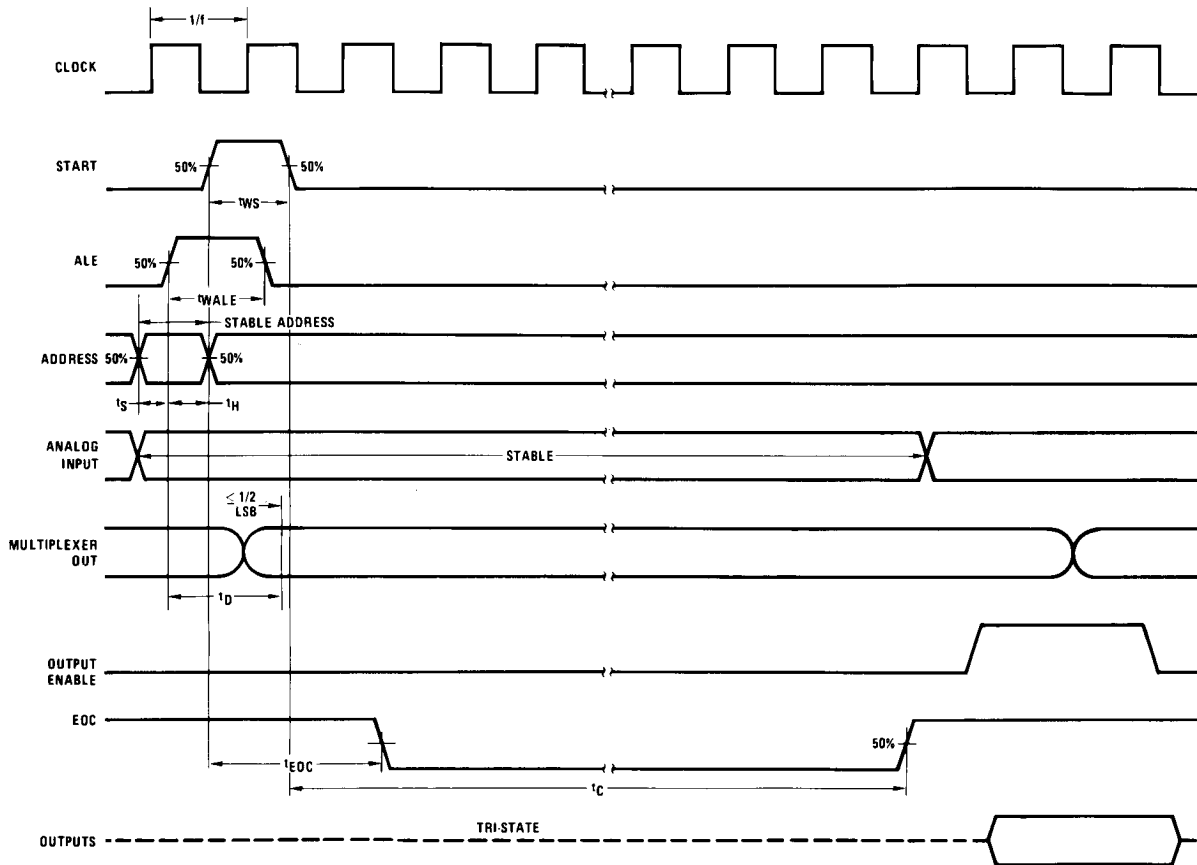 1/f
CLOCK
START
50%
50%
tWS
ALE
50%
50%
tWALE
STABLE ADDRESS
ADDRESS
50%
50%
tS
tH
ANALOG
INPUT
STABLE
≤ 1/2
LSB
MULTIPLEXER
OUT
tD
OUTPUT
ENABLE
EOC
50%
tEOC
tC
TRI-STATE
OUTPUTS